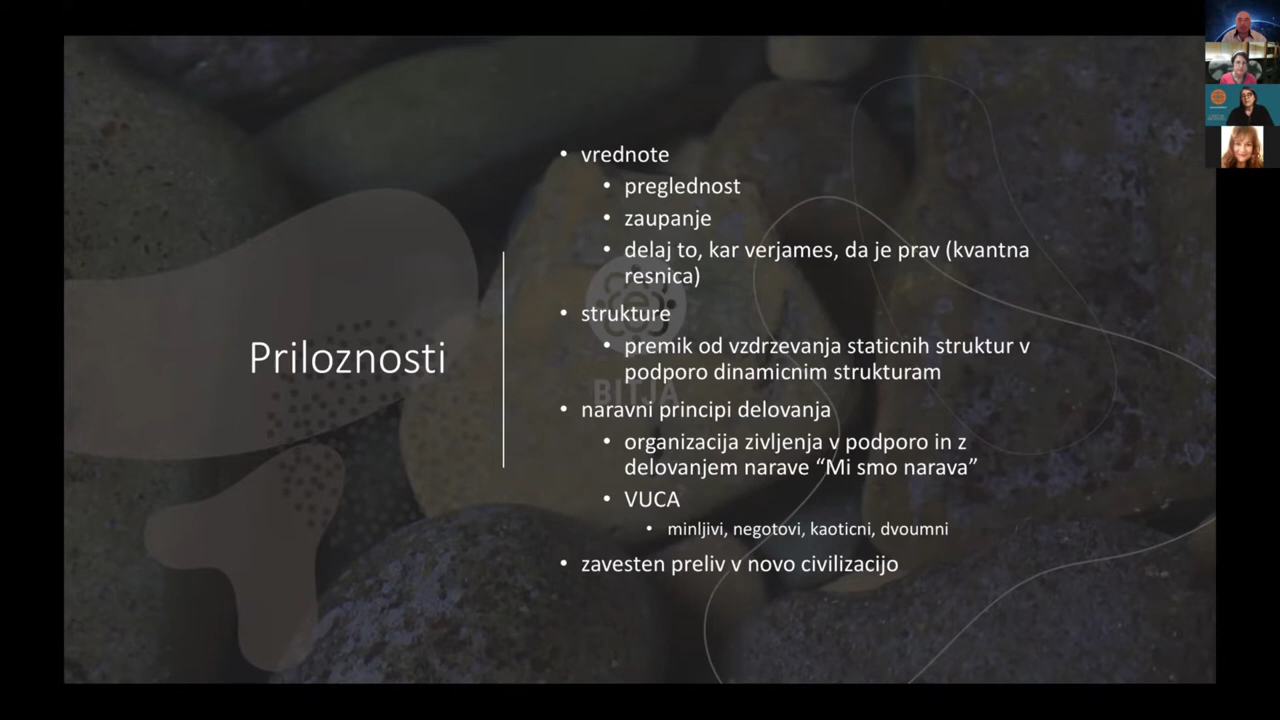 Priloznosti
• vrednote
• preglednost
• zaupanje
• delaj to, kar verjames, da je prav (kvantna
resnica)
• strukture
• premik od vzdrzevanja staticnih struktur v
podporo dinamicnim strukturam
• naravni principi delovanja
• organizacija zivljenja v podporo in z
delovanjem narave “Mi smo narava”
• VUCA
• minljivi, negotovi, kaoticni, dvoumni
• zavesten preliv v novo civilizacijo
BITJA